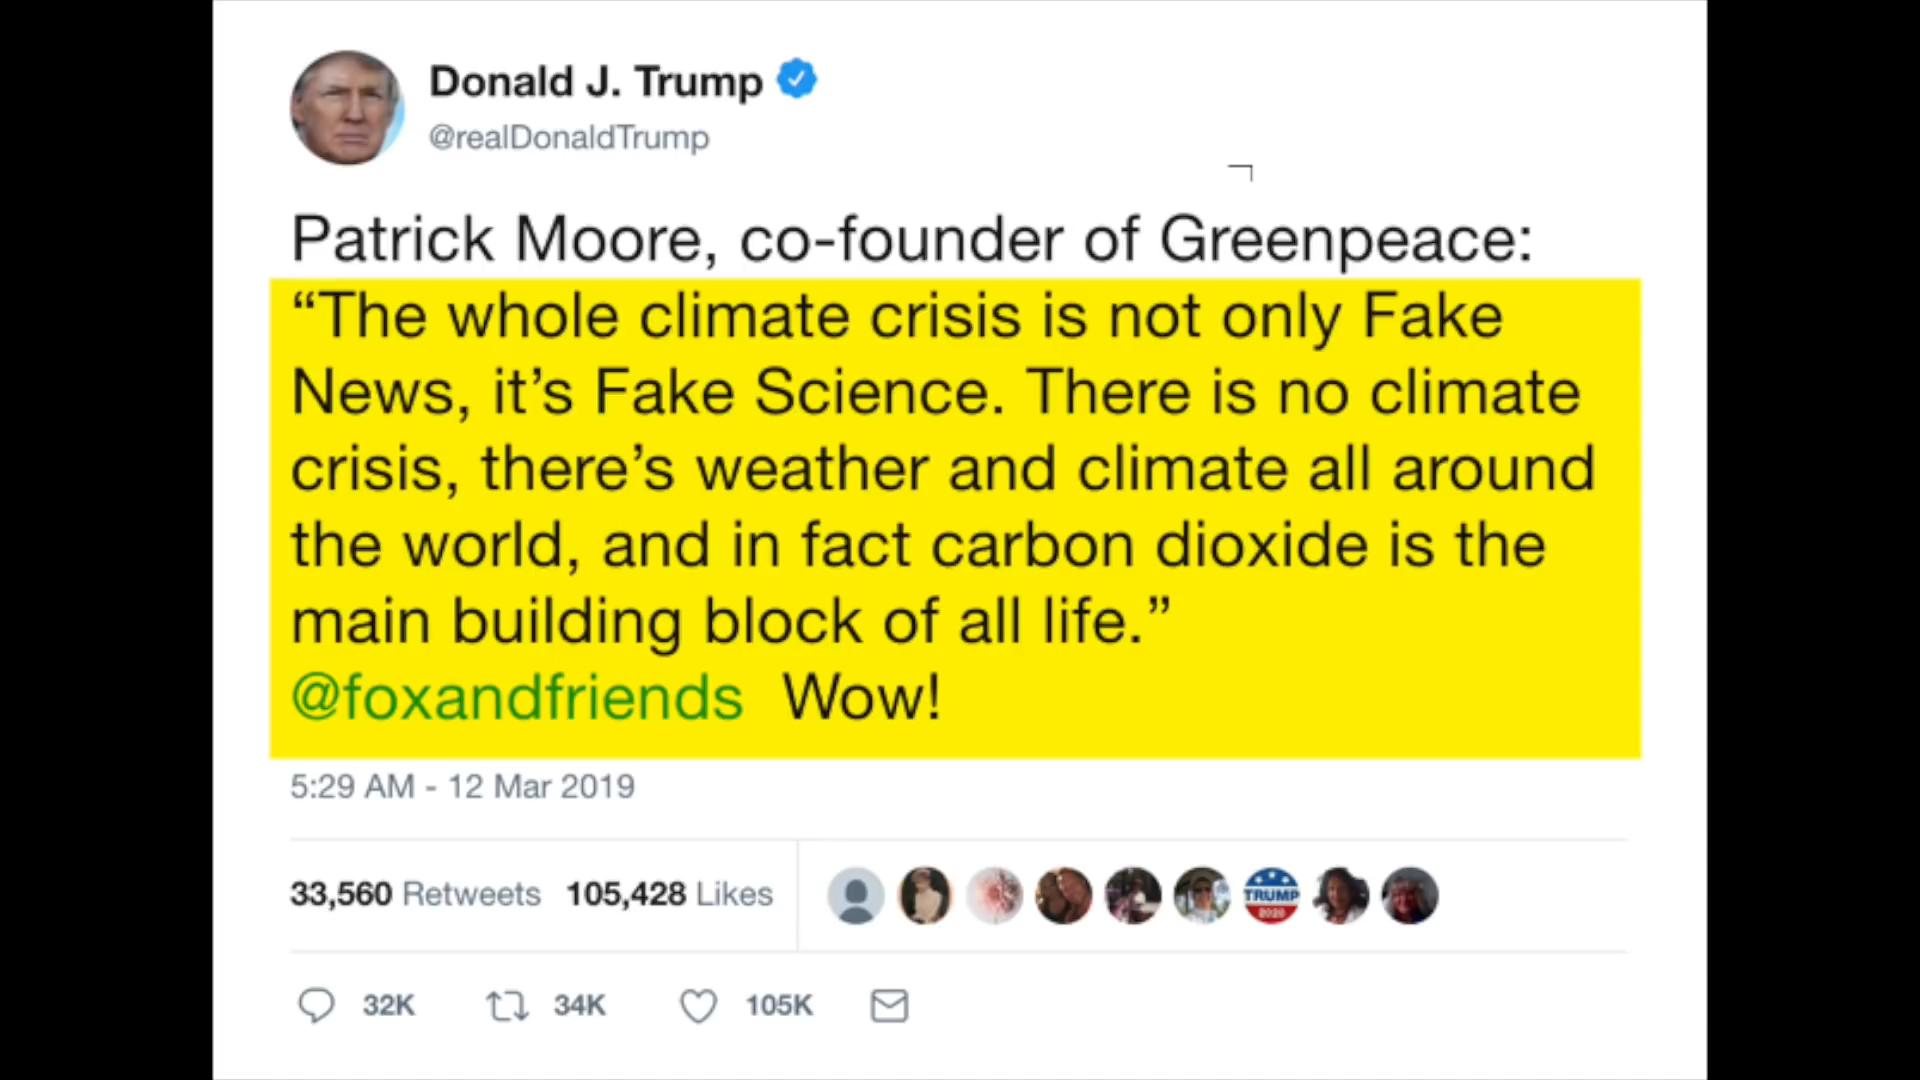 Donald J. Trump
@realDonaldTrump
Patrick Moore, co-founder of Greenpeace:
“The whole climate crisis is not only Fake
News, it’s Fake Science. There is no climate
crisis, there’s weather and climate all around
the world, and in fact carbon dioxide is the
main building block of all life.”
@foxandfriends Wow!
5:29 AM - 12 Mar 2019
33,560 Retweets 105,428 Likes
TRUMP
2020
32K 34K 105K